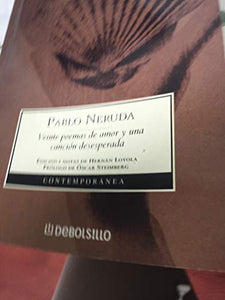 PABLO NERUDA
Veinte poemas de amor y una
canción desesperada
EDICIÓN Y NOTAS DE HERNÁN LOYOLA
PRÓLOGO DE ÓSCAR STEIMBERG
CONTEMPORÁNEA
DEBOLSILLO